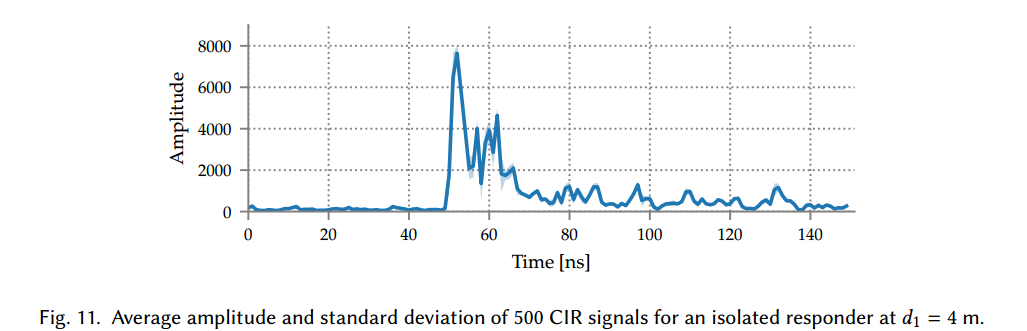 8000
6000
4000
2000
0
Amplitude
0 20 40 60 80 100 120 140
Time [ns]
Fig. 11. Average amplitude and standard deviation of 500 CIR signals for an isolated responder at d₁ = 4 m.